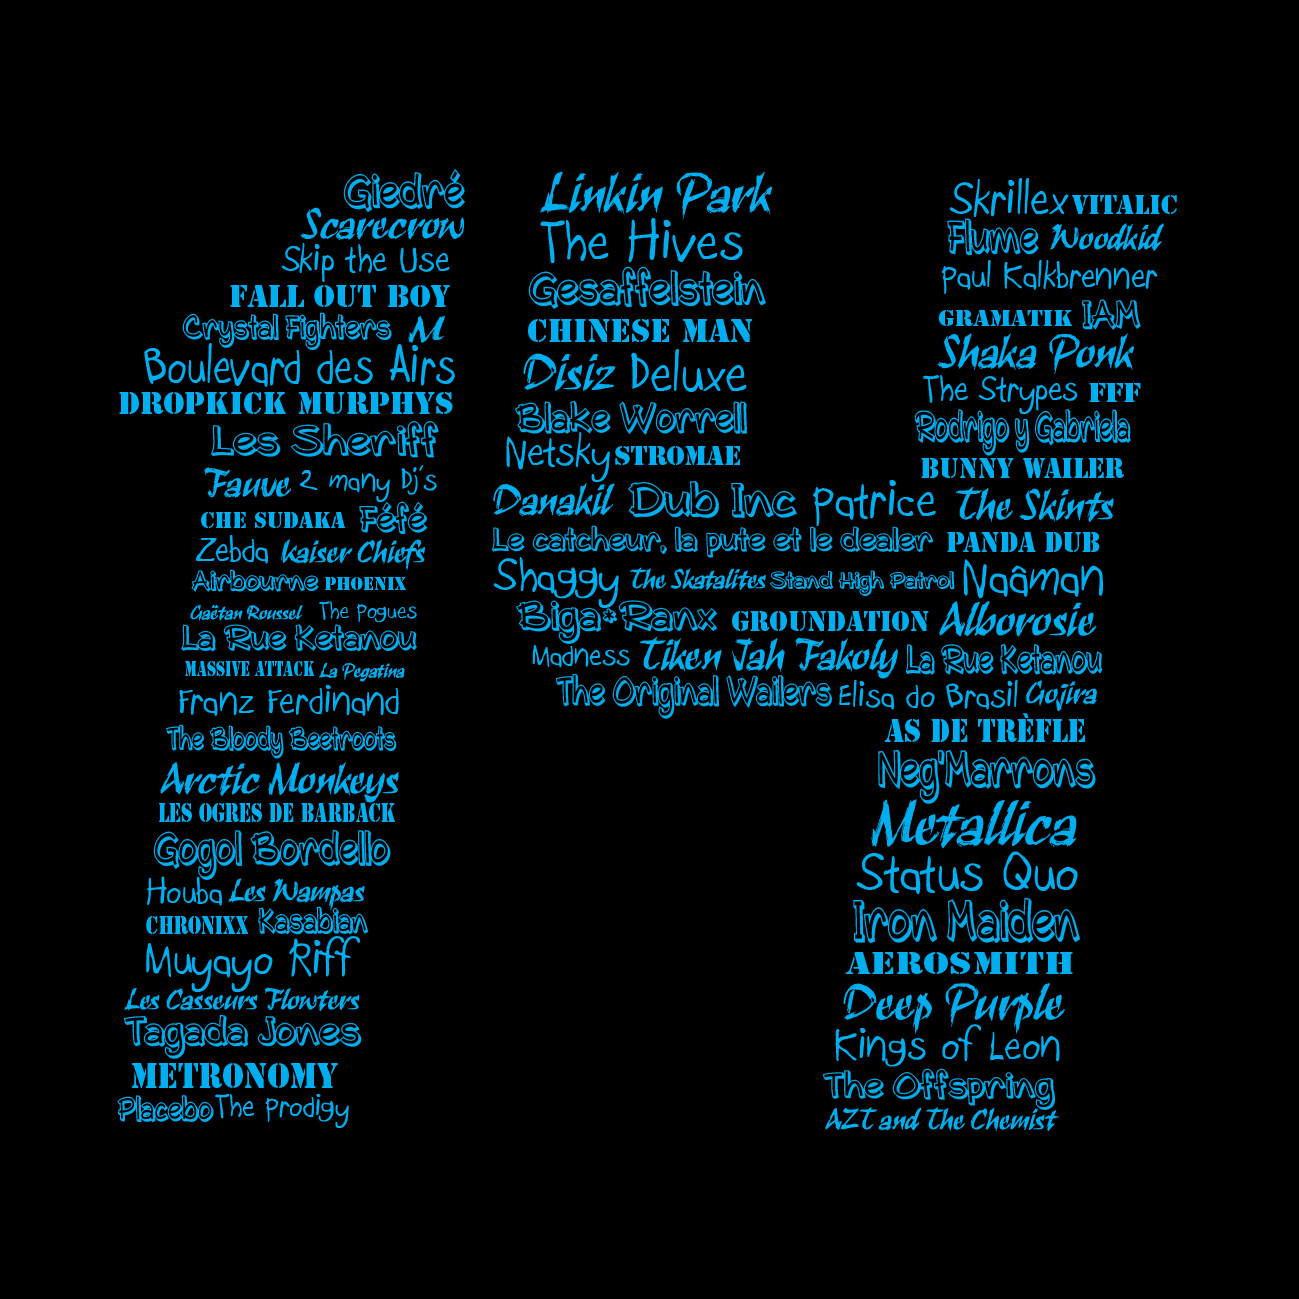 Giedré
Scarecrow
Skip the Use
FALL OUT BOY
Crystal Fighters M
Boulevard des Airs
DROPKICK MURPHYS
Les Sheriff
Fauve 2 many Dj's
CHE SUDAKA Féfé
Zebda Kaiser Chiefs
Airbourne PHOENIX
Gaëtan Roussel The Pogues
La Rue Ketanou
MASSIVE ATTACK La Pegatina
Franz Ferdinand
The Bloody Beetroots
Arctic Monkeys
LES OGRES DE BARBACK
Gogol Bordello
Houba Les Wampas
CHRONIXX Kasabian
Muyayo Riff
Les Casseurs Flowters
Tagada Jones
METRONOMY
Placebo The Prodigy
Linkin Park
The Hives
Gesaffelstein
CHINESE MAN
Disiz Deluxe
Blake Worrell
Netsky STROMAE
Skrillex VITALIC
Flume Woodkid
Paul Kalkbrenner
GRAMATIK IAM
Shaka Ponk
The Strypes FFF
Rodrigo y Gabriela
BUNNY WAILER
Danakil Dub Inc Patrice The Skints
Le catcheur, la pute et le dealer PANDA DUB
Shaggy The Skatalites Stand High Patrol Naâman
Biga*Ranx GROUNDATION Alborosie
Madness Tiken Jah Fakoly La Rue Ketanou
The Original Wailers Elisa do Brasil Gojira
AS DE TRÈFLE
Neg'Marrons
Metallica
Status Quo
Iron Maiden
AEROSMITH
Deep Purple
Kings of Leon
The Offspring
AZT and The Chemist